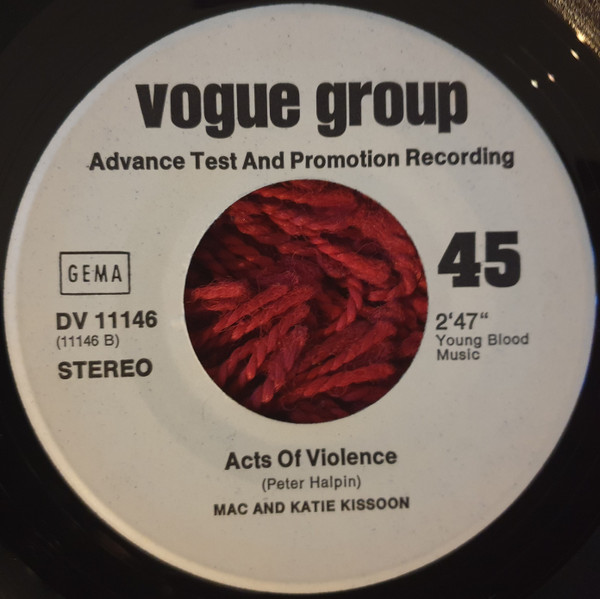 vogue group
Advance Test And Promotion Recording
GEMA
45
DV 11146
(11146 B)
STEREO
2'47“
Young Blood
Music
Acts Of Violence
(Peter Halpin)
MAC AND KATIE KISSOON